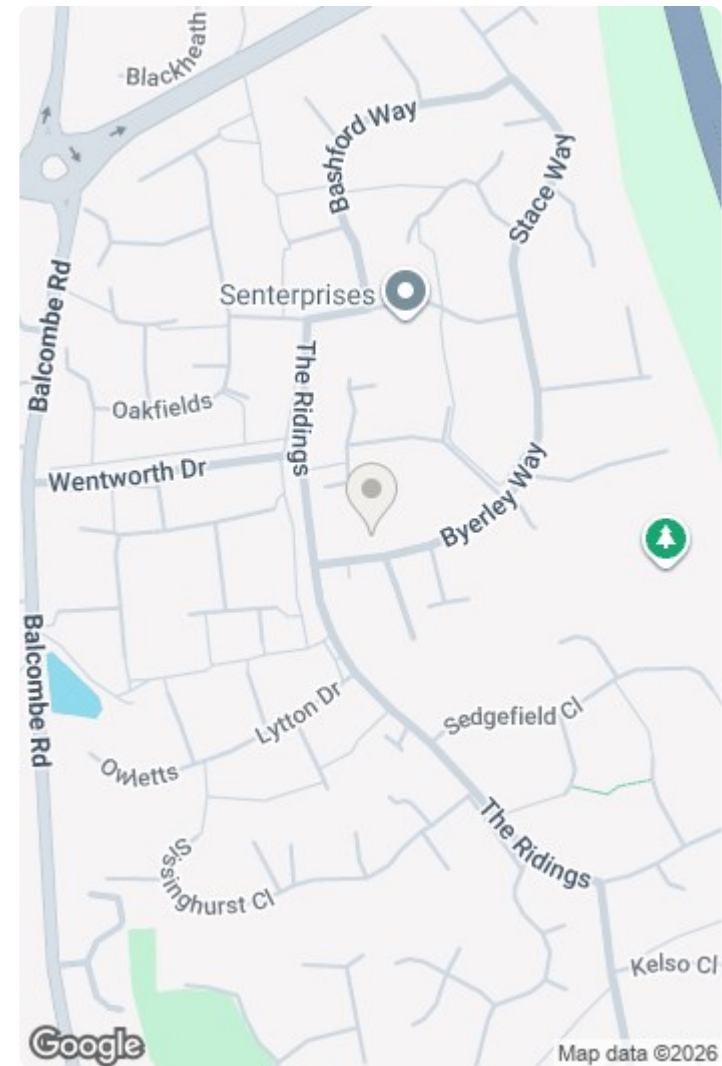 Blackheath
Bashford Way
Stace Way
Balcombe Rd
Senterprises
The Ridings
Oakfields
Wentworth Dr
Byerley Way
Balcombe Rd
Lytton Dr
Sedgefield Cl
Owletts
The Ridings
Sissinghurst Cl
Kelso Cl
Google
Map data ©2026